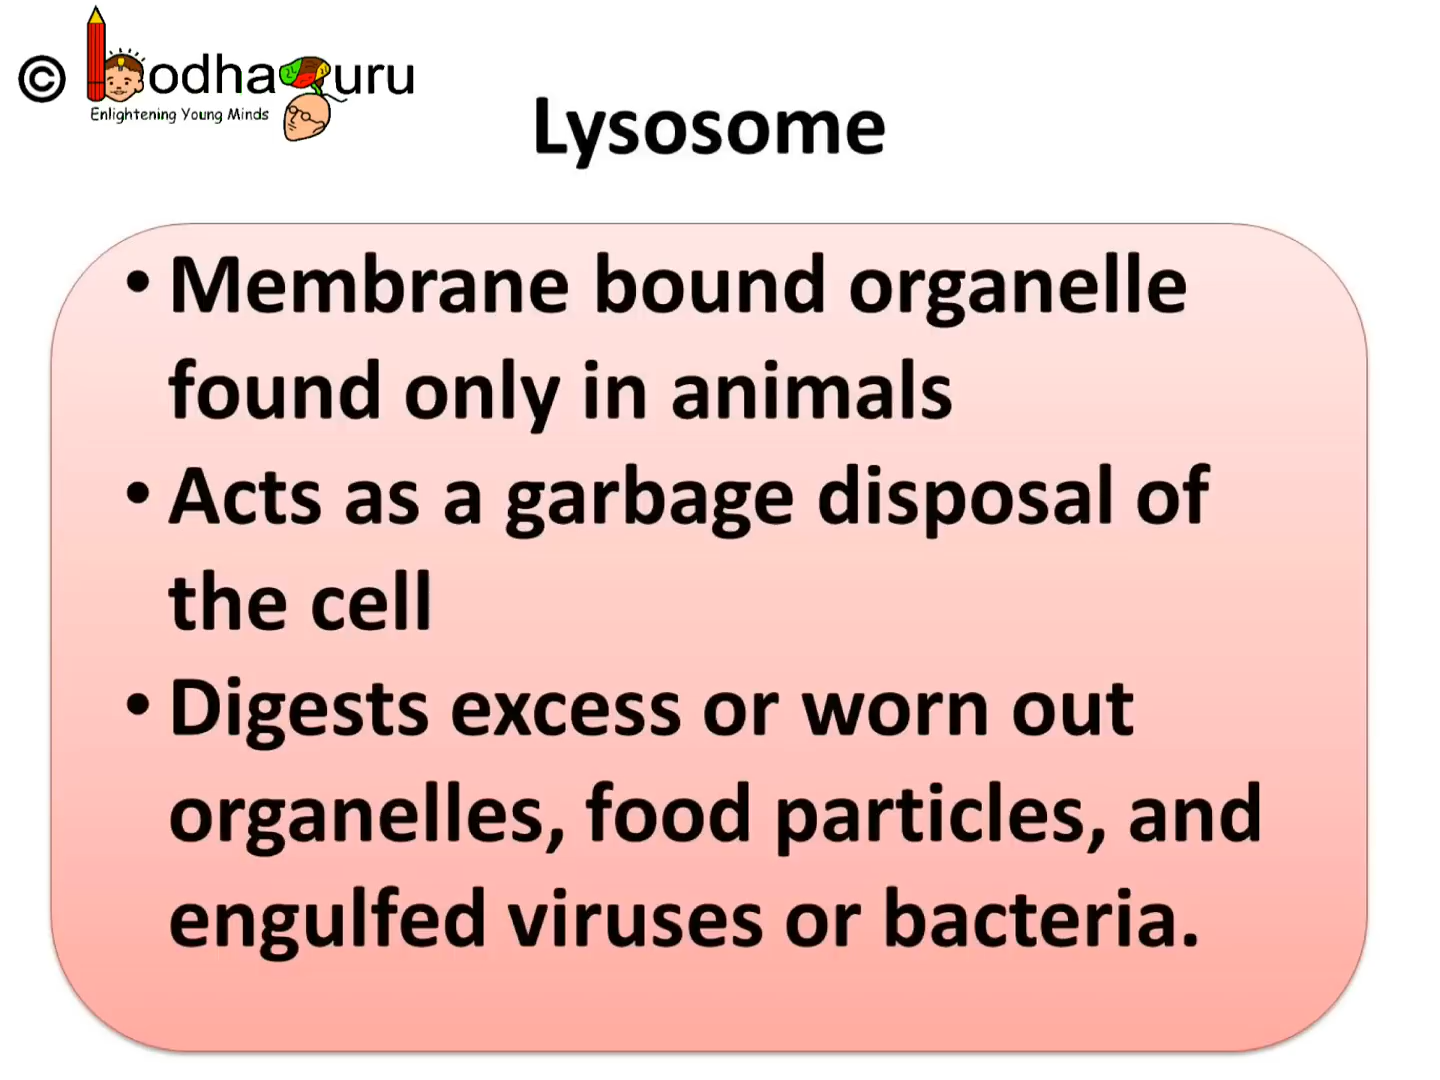 © bodhaguru
Enlightening Young Minds
Lysosome
• Membrane bound organelle
found only in animals
• Acts as a garbage disposal of
the cell
• Digests excess or worn out
organelles, food particles, and
engulfed viruses or bacteria.